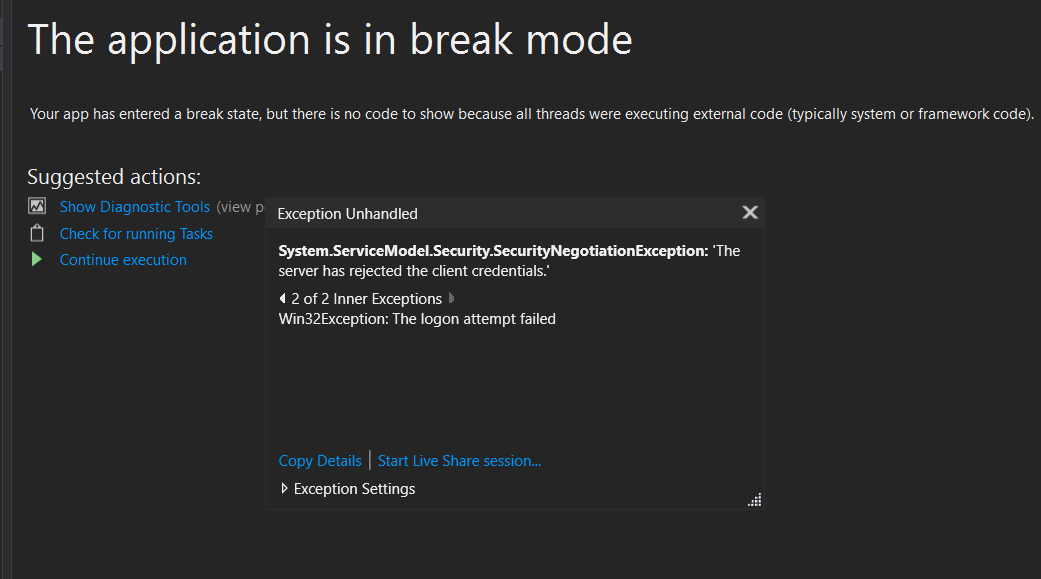 The application is in break mode
Your app has entered a break state, but there is no code to show because all threads were executing external code (typically system or framework code).
Suggested actions:
Show Diagnostic Tools (view p
Check for running Tasks
Continue execution
Exception Unhandled
System.ServiceModel.Security.SecurityNegotiationException: 'The
server has rejected the client credentials.'
2 of 2 Inner Exceptions
Win32Exception: The logon attempt failed
Copy Details | Start Live Share session...
Exception Settings